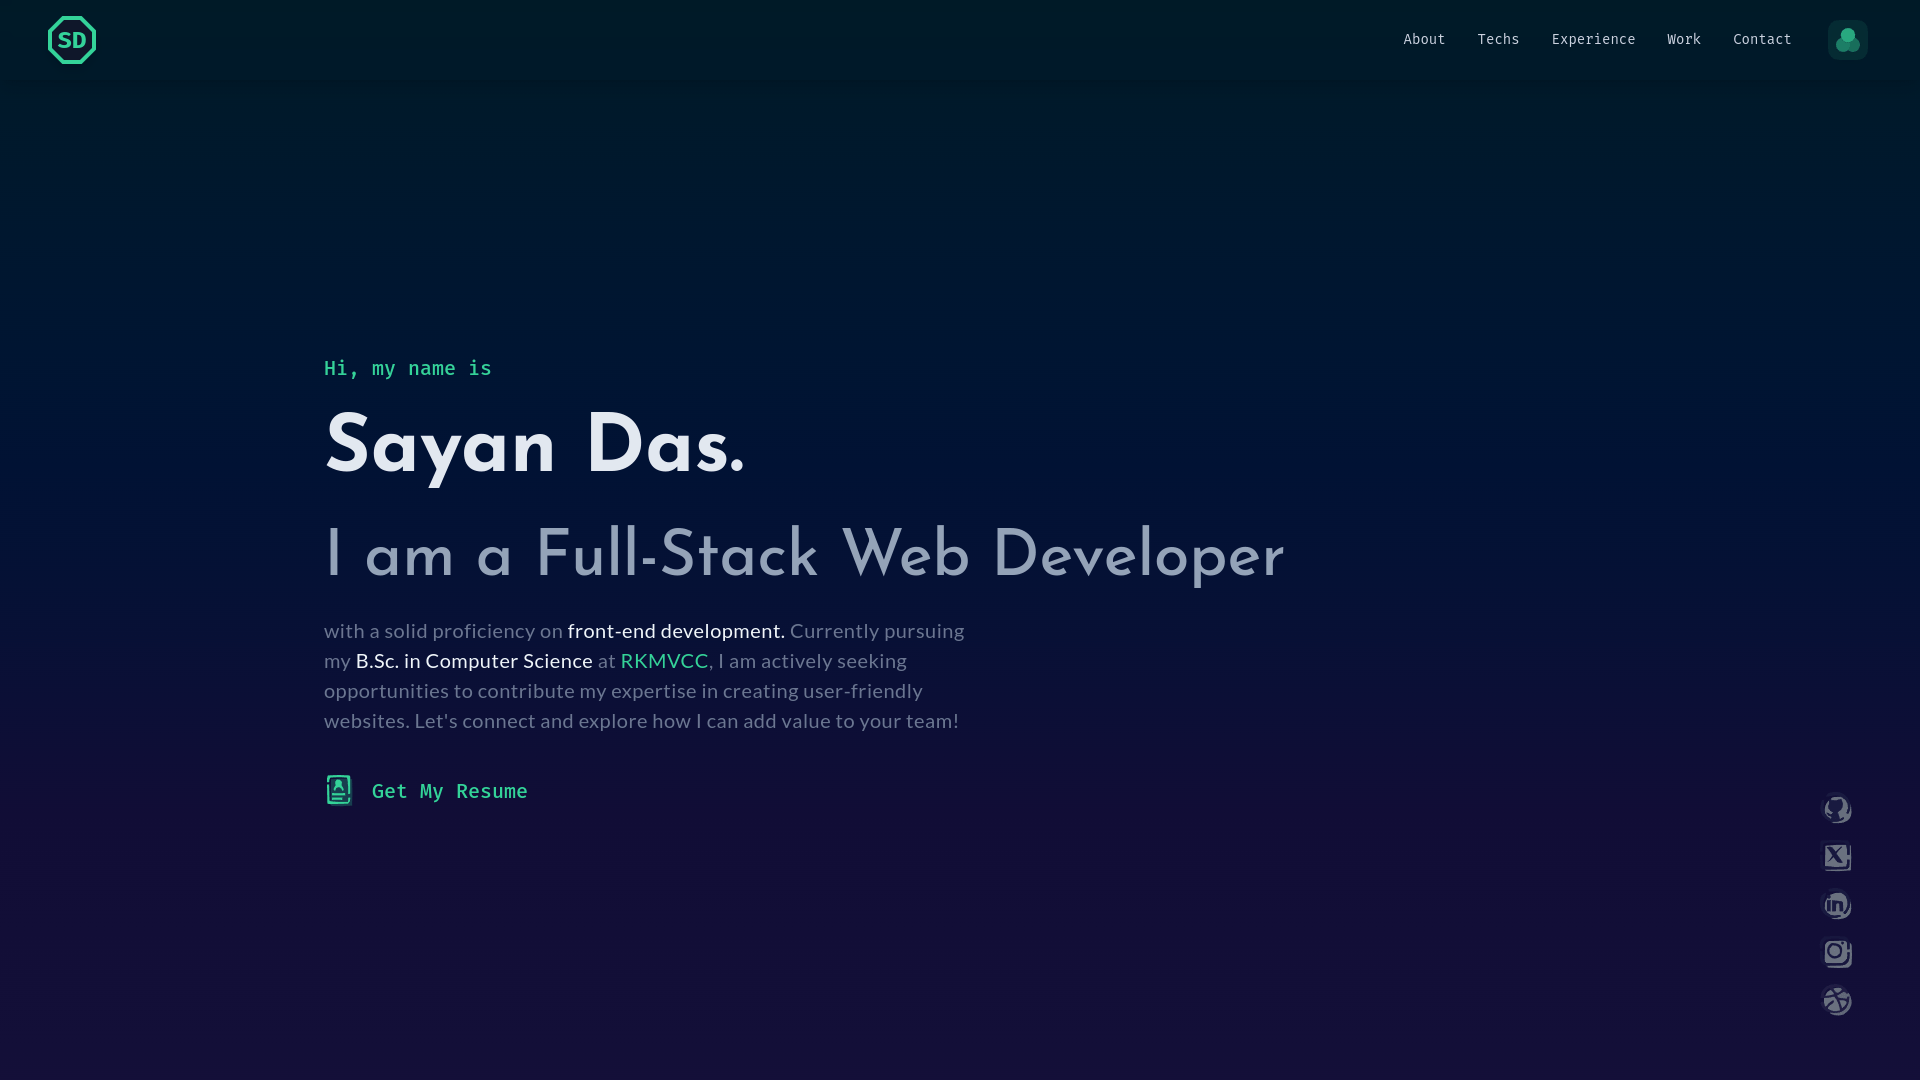 SD
About Techs Experience Work Contact
Hi, my name is
Sayan Das.
I am a Full-Stack Web Developer
with a solid proficiency on front-end development. Currently pursuing
my B.Sc. in Computer Science at RKMVCC, I am actively seeking
opportunities to contribute my expertise in creating user-friendly
websites. Let's connect and explore how I can add value to your team!
Get My Resume